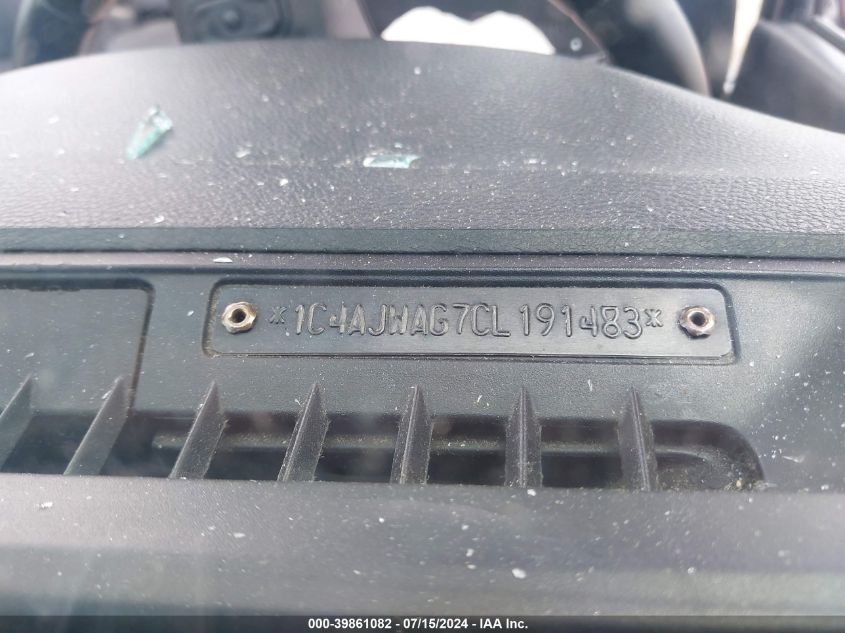 *1C4AJWAG7CL191483*
000-39861082 - 07/15/2024 - IAA Inc.